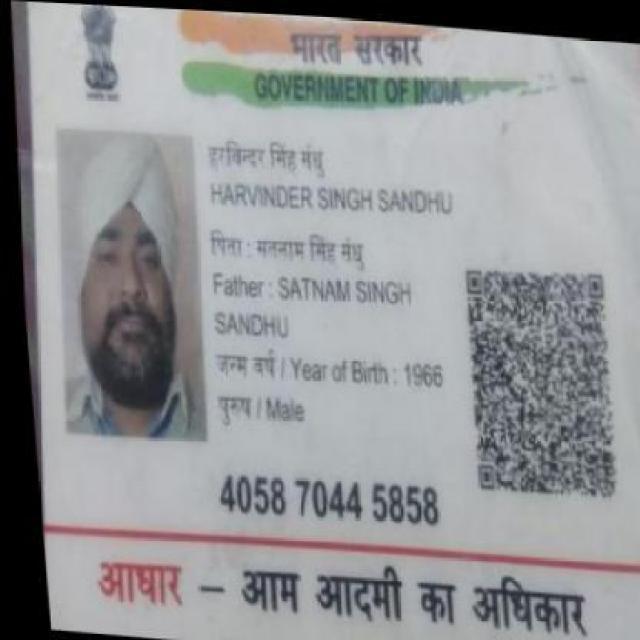 भारत सरकार
GOVERNMENT OF INDIA
हरविन्दर सिंह संधु
HARVINDER SINGH SANDHU
पिता : सतनाम सिंह संधु
Father : SATNAM SINGH
SANDHU
जन्म वर्ष / Year of Birth : 1966
पुरुष / Male
4058 7044 5858
आधार – आम आदमी का अधिकार